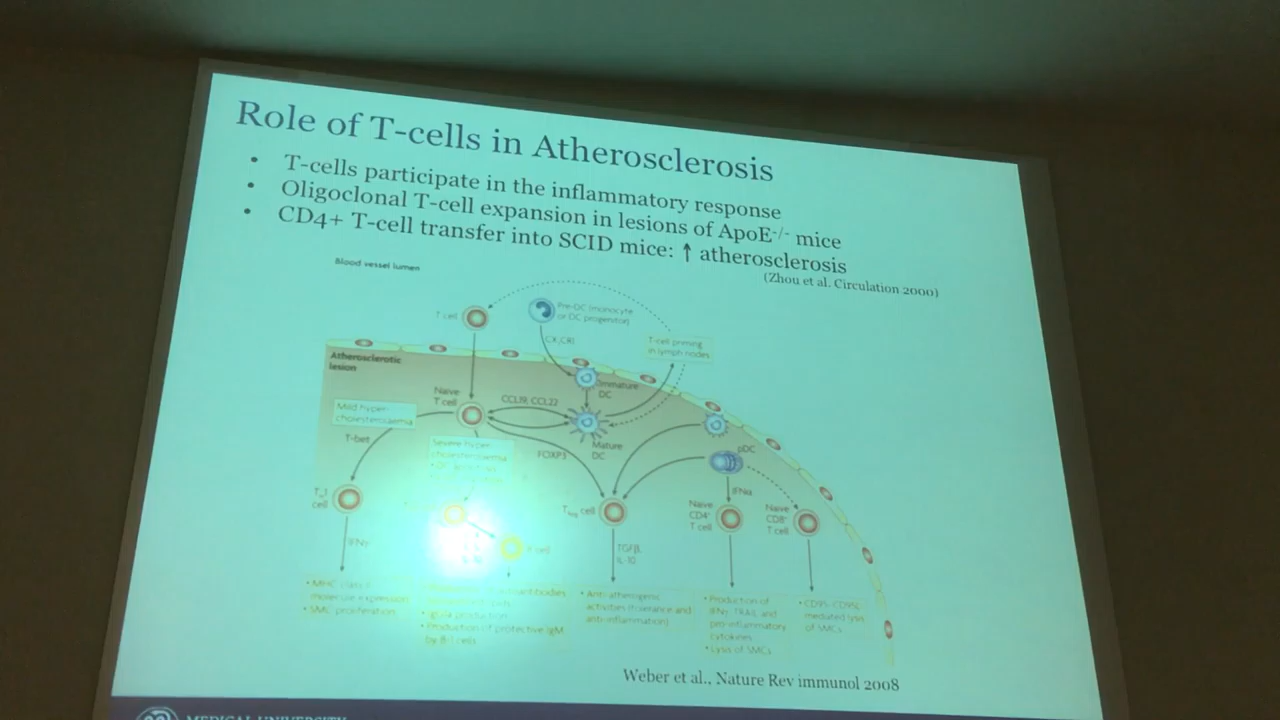 Role of T-cells in Atherosclerosis
• T-cells participate in the inflammatory response
• Oligoclonal T-cell expansion in lesions of ApoE-/- mice
• CD4+ T-cell transfer into SCID mice: ↑ atherosclerosis
(Zhou et al. Circulation 2000)
Blood vessel lumen
T cell
Pre-DC (monocyte
or DC progenitor)
T-cell priming
in lymph nodes
Atherosclerotic
lesion
Immature
DC
Naive
T cell
CCL19, CCL22
Mild hyper-
cholesterolaemia
T-bet
Severe hyper-
cholesterolaemia
FOXP3
Mature
DC
pDC
IFNα
TH1
cell
Treg cell
Naive
CD4+
T cell
Naive
CD8+
T cell
IFNγ
TGFβ,
IL-10
• MHC class II
molecule expression
• SMC proliferation
• Production of protective IgM
by B1 cells
• Anti-atherogenic
activities (tolerance and
anti-inflammation)
• Production of
IFNγ, TRAIL and
pro-inflammatory
cytokines
• Lysis of SMCs
• CD95–CD95L-
mediated lysis
of SMCs
Weber et al., Nature Rev immunol 2008
MEDICAL UNIVERSITY